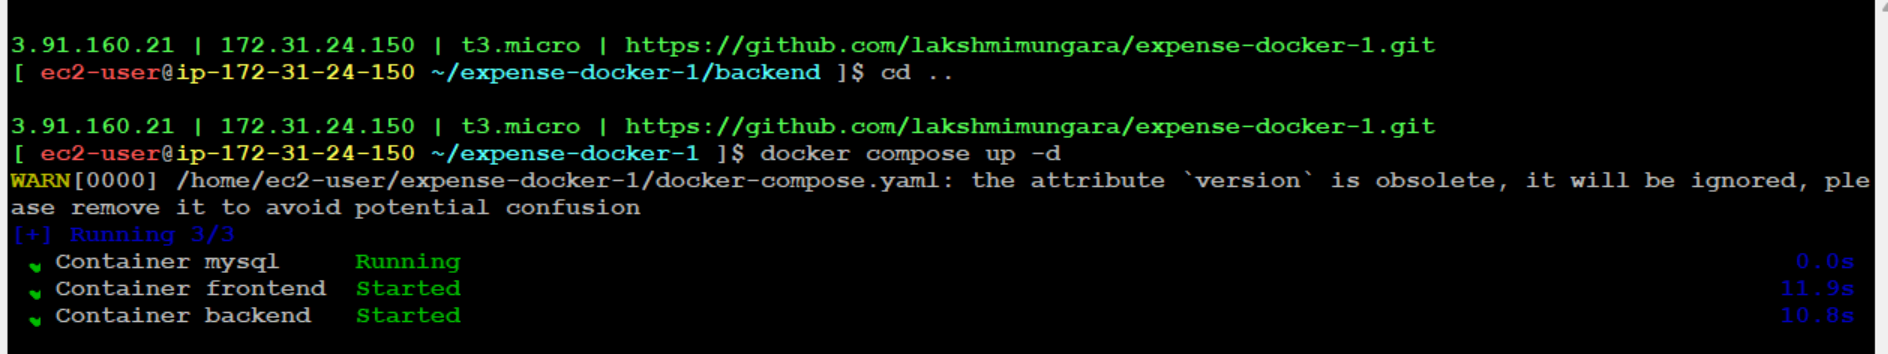 3.91.160.21 | 172.31.24.150 | t3.micro | https://github.com/lakshmimungara/expense-docker-1.git
[ ec2-user@ip-172-31-24-150 ~/expense-docker-1/backend ]$ cd ..
3.91.160.21 | 172.31.24.150 | t3.micro | https://github.com/lakshmimungara/expense-docker-1.git
[ ec2-user@ip-172-31-24-150 ~/expense-docker-1 ]$ docker compose up -d
WARN[0000] /home/ec2-user/expense-docker-1/docker-compose.yaml: the attribute `version` is obsolete, it will be ignored, ple
ase remove it to avoid potential confusion
[+] Running 3/3
✔ Container mysql Running 0.0s
✔ Container frontend Started 11.9s
✔ Container backend Started 10.8s